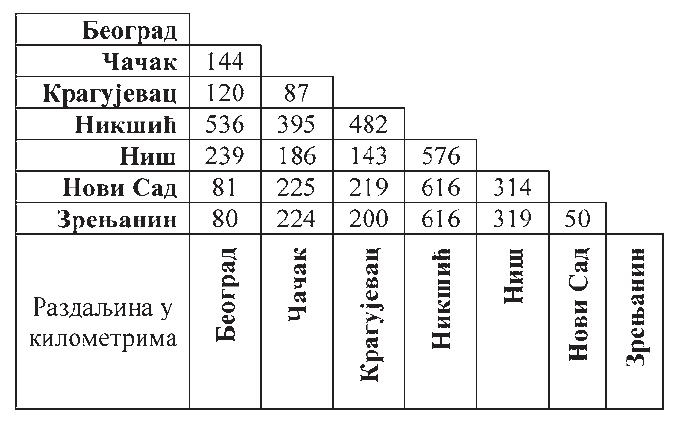 Београд
Чачак 144
Крагујевац 120 87
Никшић 536 395 482
Ниш 239 186 143 576
Нови Сад 81 225 219 616 314
Зрењанин 80 224 200 616 319 50
Раздаљина у
километрима
Београд
Чачак
Крагујевац
Никшић
Ниш
Нови Сад
Зрењанин